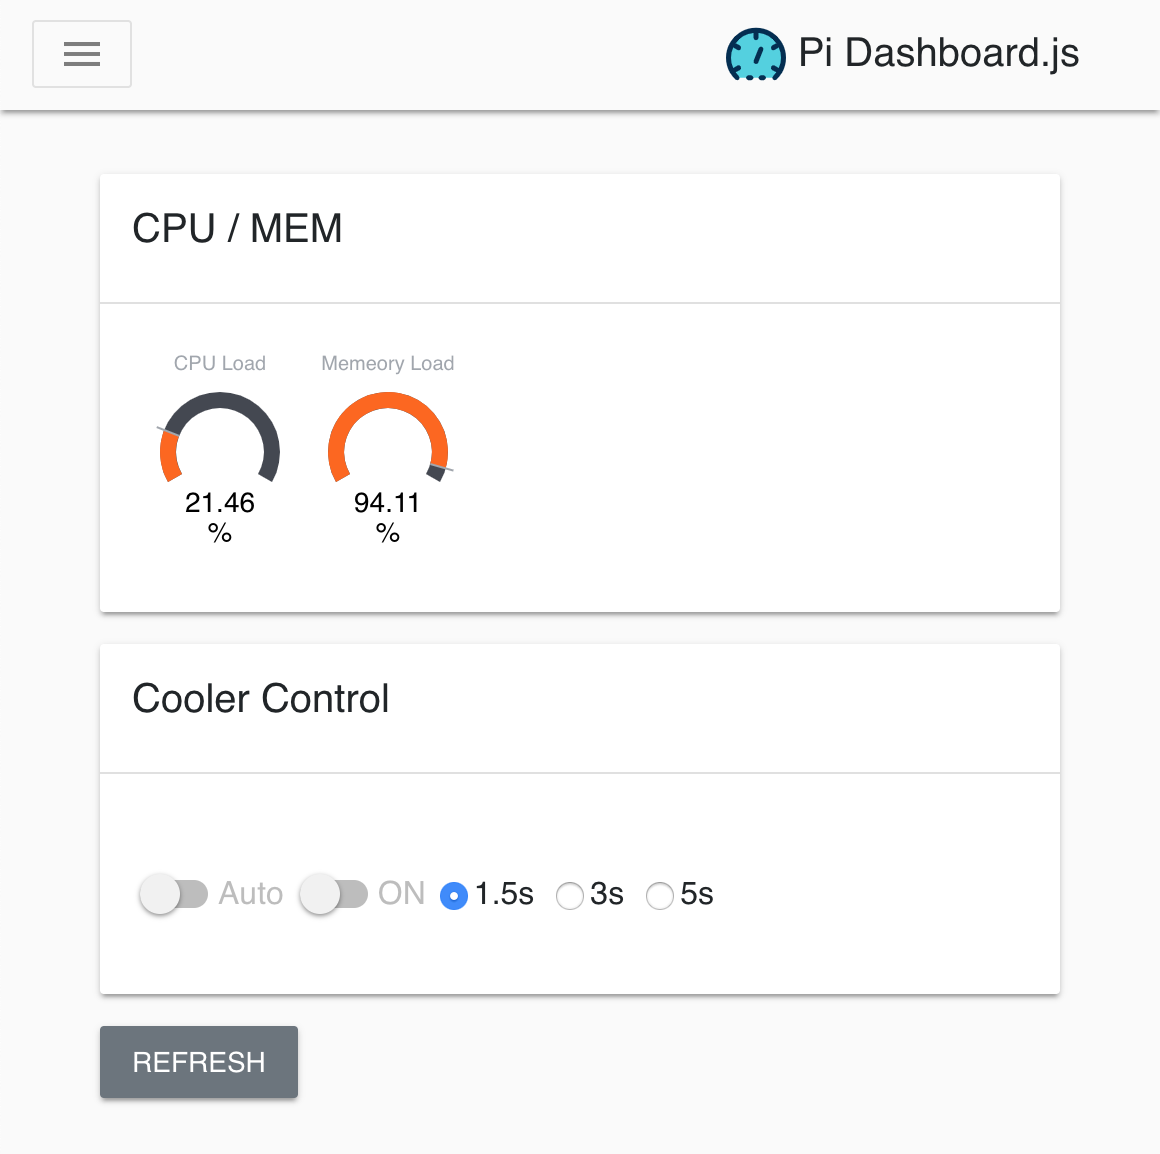 Pi Dashboard.js
CPU / MEM
CPU Load
Memeory Load
21.46
%
94.11
%
Cooler Control
Auto ON 1.5s 3s 5s
REFRESH